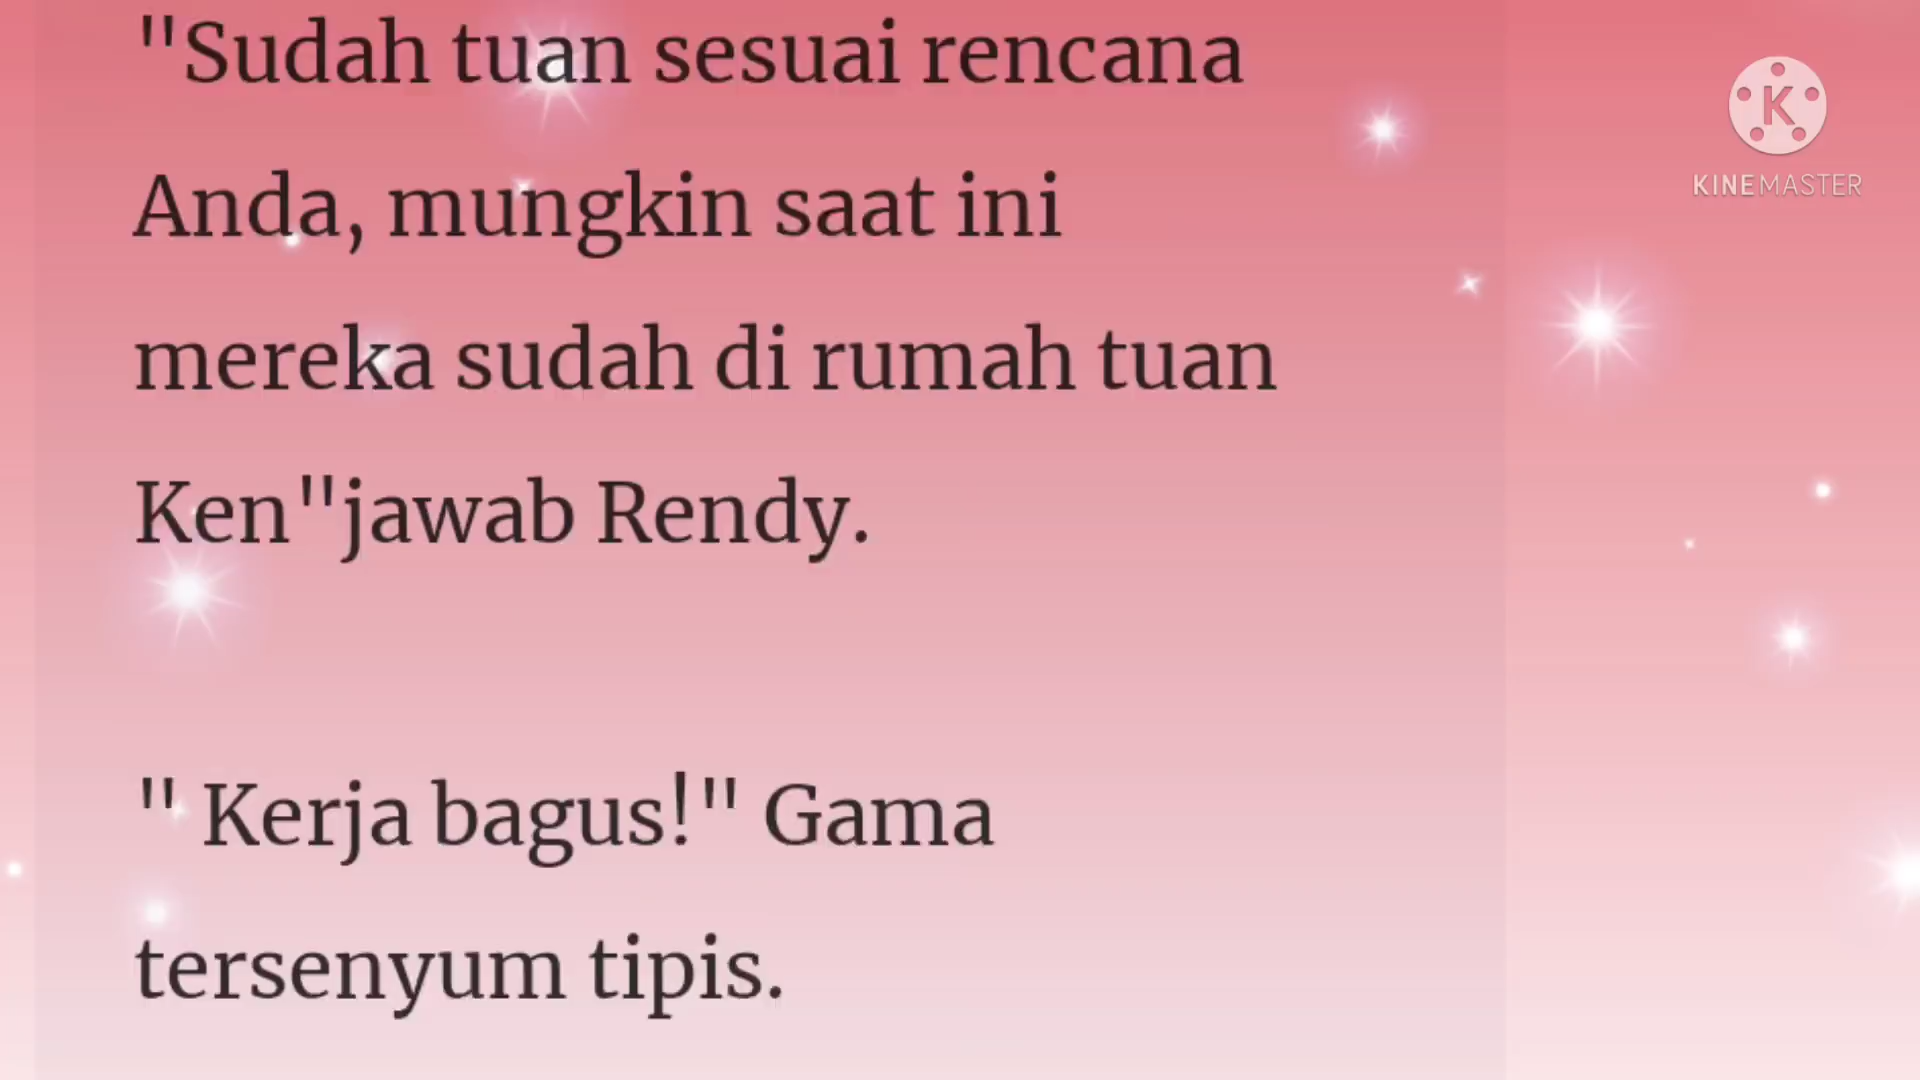 "Sudah tuan sesuai rencana
Anda, mungkin saat ini
mereka sudah di rumah tuan
Ken"jawab Rendy.
" Kerja bagus!" Gama
tersenyum tipis.
K
KINEMASTER